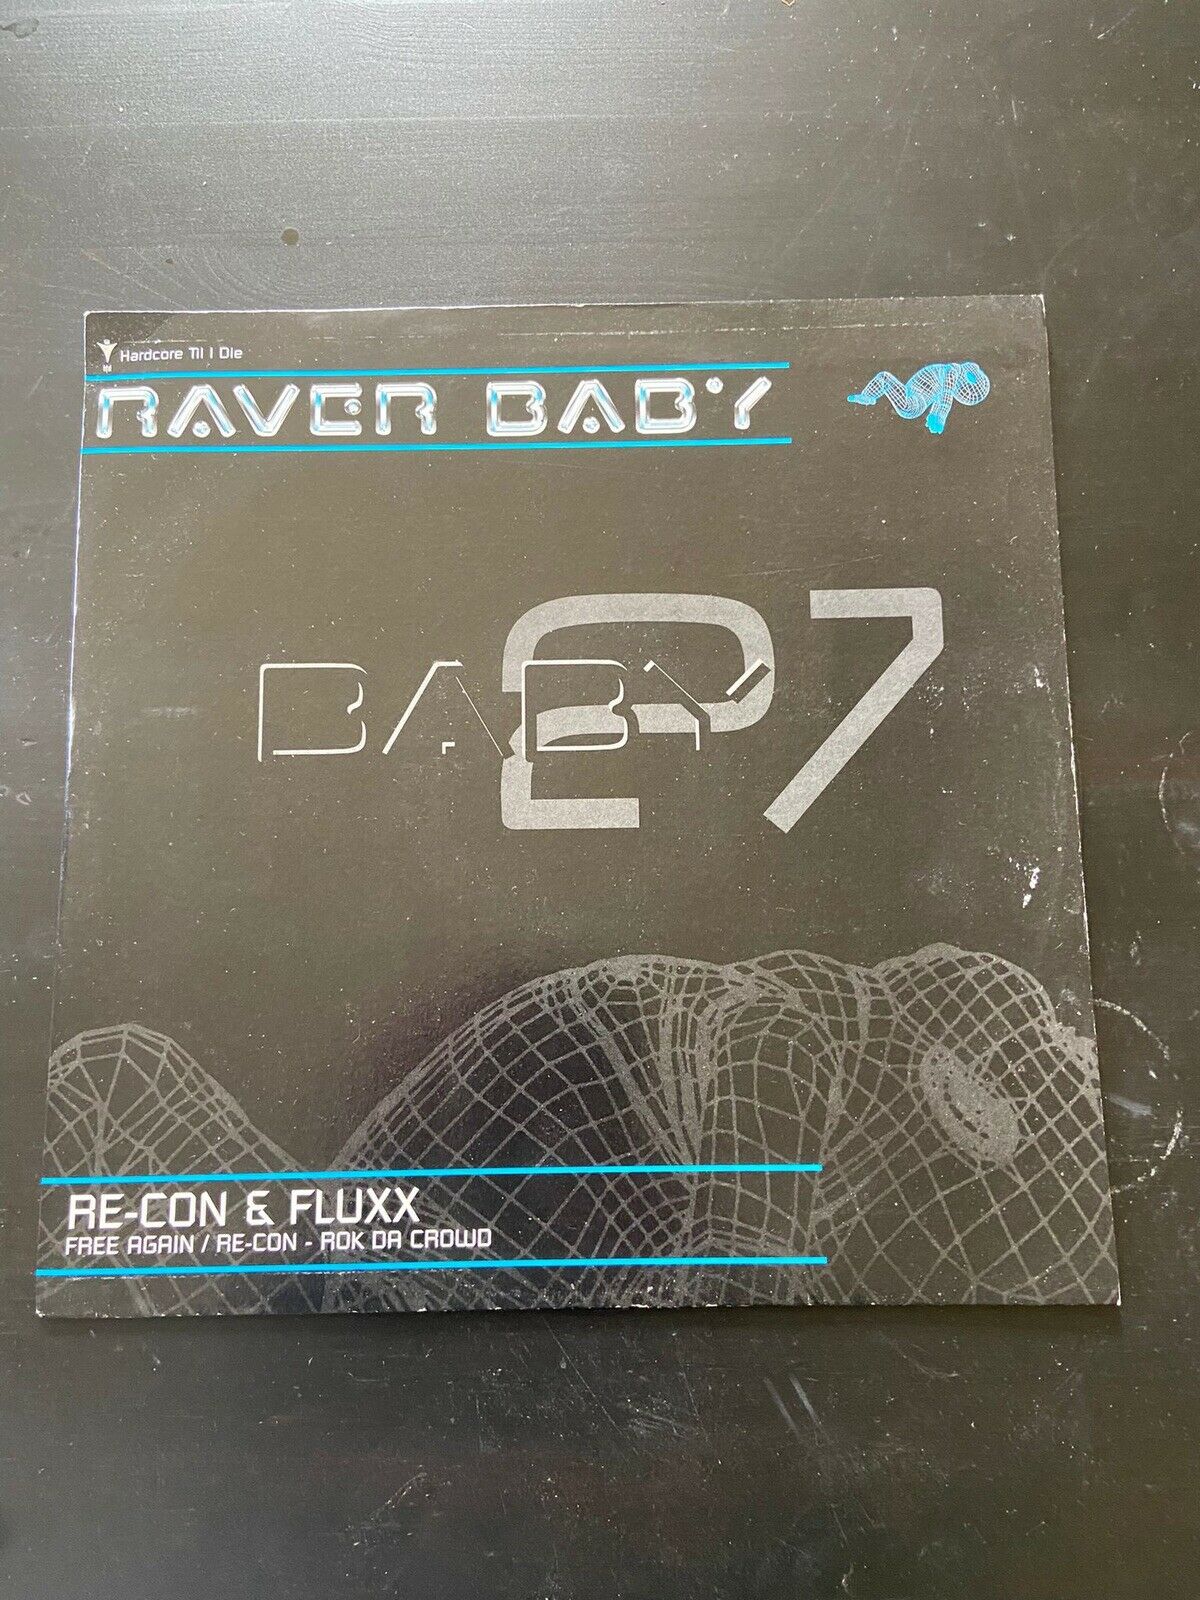 Hardcore Til I Die
RAVER BABY
BABY 27
RE-CON & FLUXX
FREE AGAIN / RE-CON - ROK DA CROWD